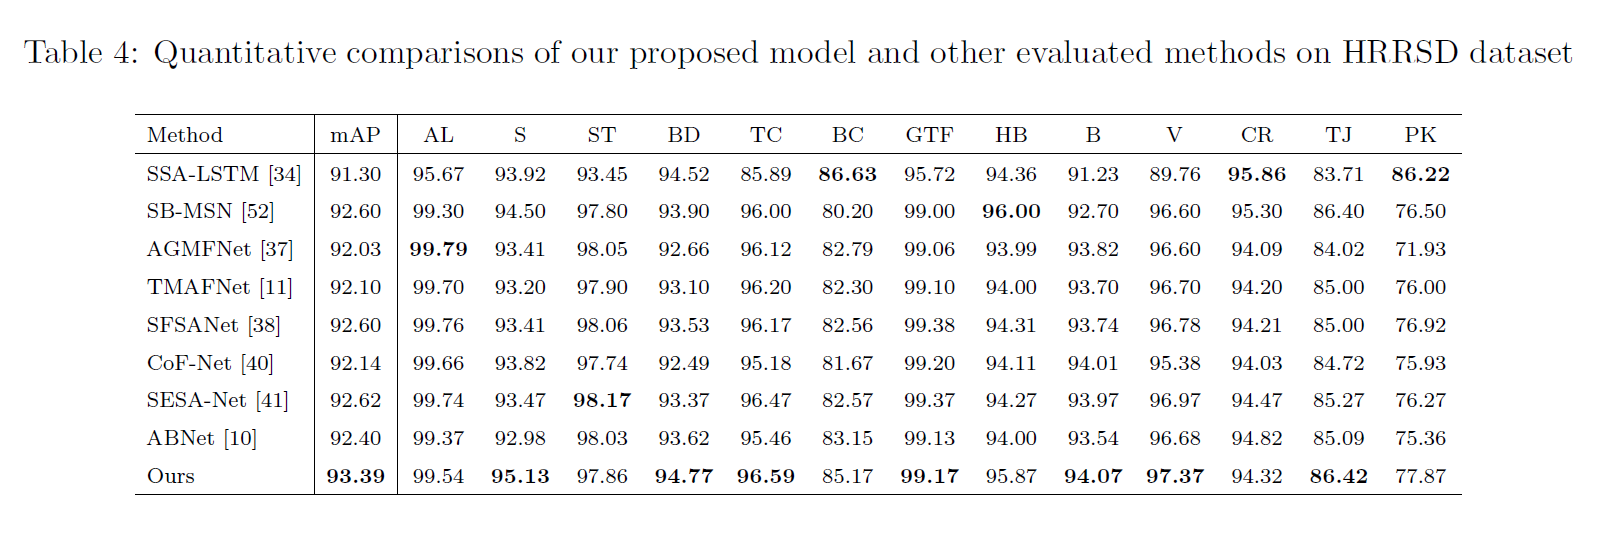 Table 4: Quantitative comparisons of our proposed model and other evaluated methods on HRRSD dataset
Method mAP AL S ST BD TC BC GTF HB B V CR TJ PK
SSA-LSTM [34] 91.30 95.67 93.92 93.45 94.52 85.89 86.63 95.72 94.36 91.23 89.76 95.86 83.71 86.22
SB-MSN [52] 92.60 99.30 94.50 97.80 93.90 96.00 80.20 99.00 96.00 92.70 96.60 95.30 86.40 76.50
AGMFNet [37] 92.03 99.79 93.41 98.05 92.66 96.12 82.79 99.06 93.99 93.82 96.60 94.09 84.02 71.93
TMAFNet [11] 92.10 99.70 93.20 97.90 93.10 96.20 82.30 99.10 94.00 93.70 96.70 94.20 85.00 76.00
SFSANet [38] 92.60 99.76 93.41 98.06 93.53 96.17 82.56 99.38 94.31 93.74 96.78 94.21 85.00 76.92
CoF-Net [40] 92.14 99.66 93.82 97.74 92.49 95.18 81.67 99.20 94.11 94.01 95.38 94.03 84.72 75.93
SESA-Net [41] 92.62 99.74 93.47 98.17 93.37 96.47 82.57 99.37 94.27 93.97 96.97 94.47 85.27 76.27
ABNet [10] 92.40 99.37 92.98 98.03 93.62 95.46 83.15 99.13 94.00 93.54 96.68 94.82 85.09 75.36
Ours 93.39 99.54 95.13 97.86 94.77 96.59 85.17 99.17 95.87 94.07 97.37 94.32 86.42 77.87